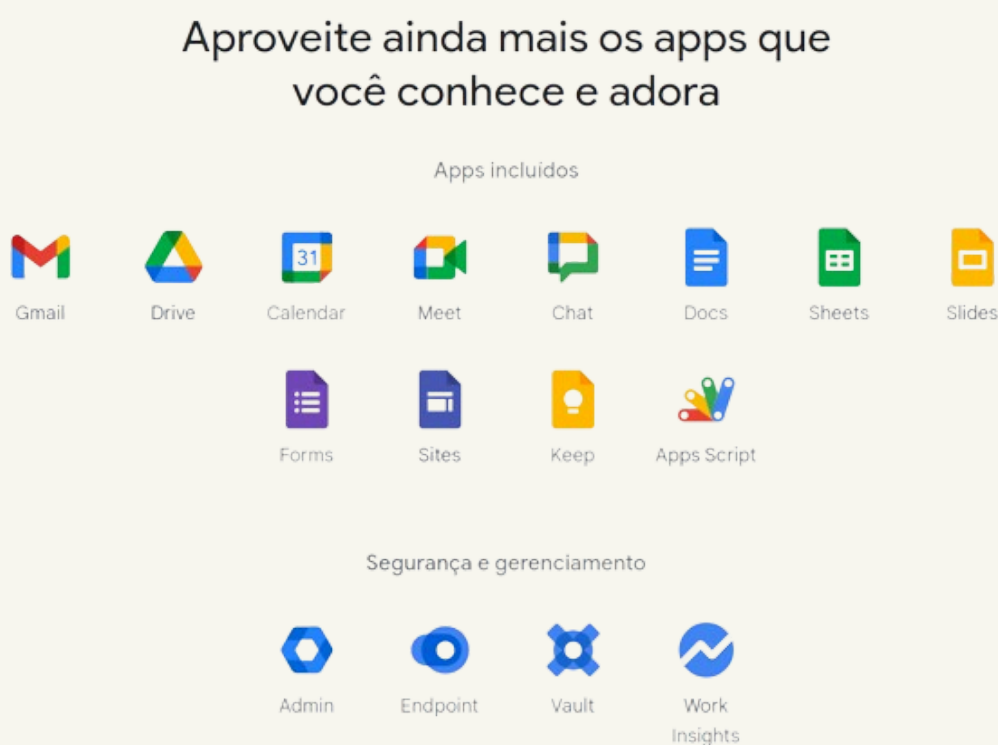 Aproveite ainda mais os apps que
você conhece e adora
Apps incluídos
31
Gmail Drive Calendar Meet Chat Docs Sheets Slides
Forms Sites Keep Apps Script
Segurança e gerenciamento
Admin Endpoint Vault Work
Insights